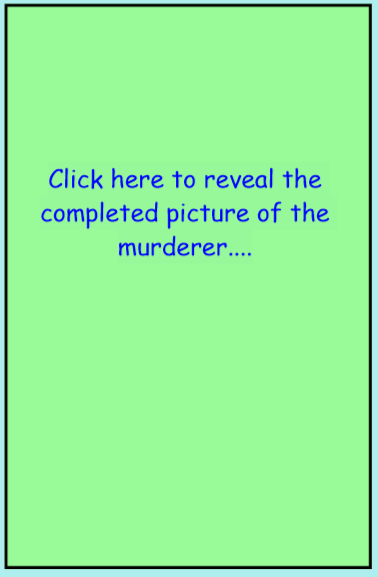 Click here to reveal the
completed picture of the
murderer....